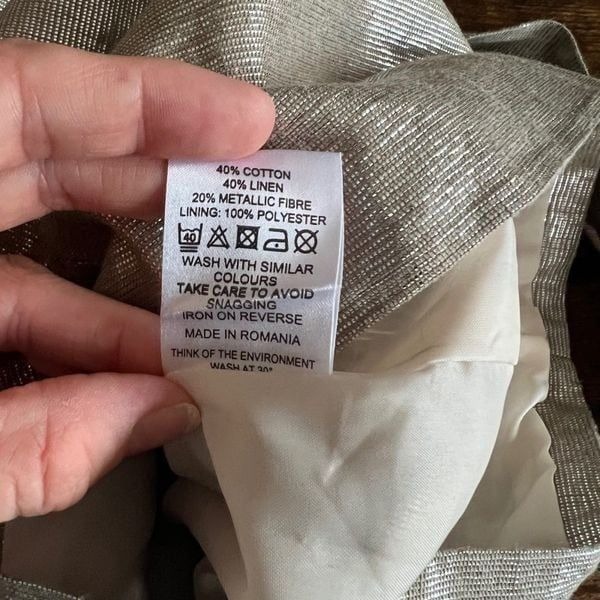 40% COTTON
40% LINEN
20% METALLIC FIBRE
LINING: 100% POLYESTER
40
WASH WITH SIMILAR
COLOURS
TAKE CARE TO AVOID
SNAGGING
IRON ON REVERSE
MADE IN ROMANIA
THINK OF THE ENVIRONMENT
WASH AT 30°